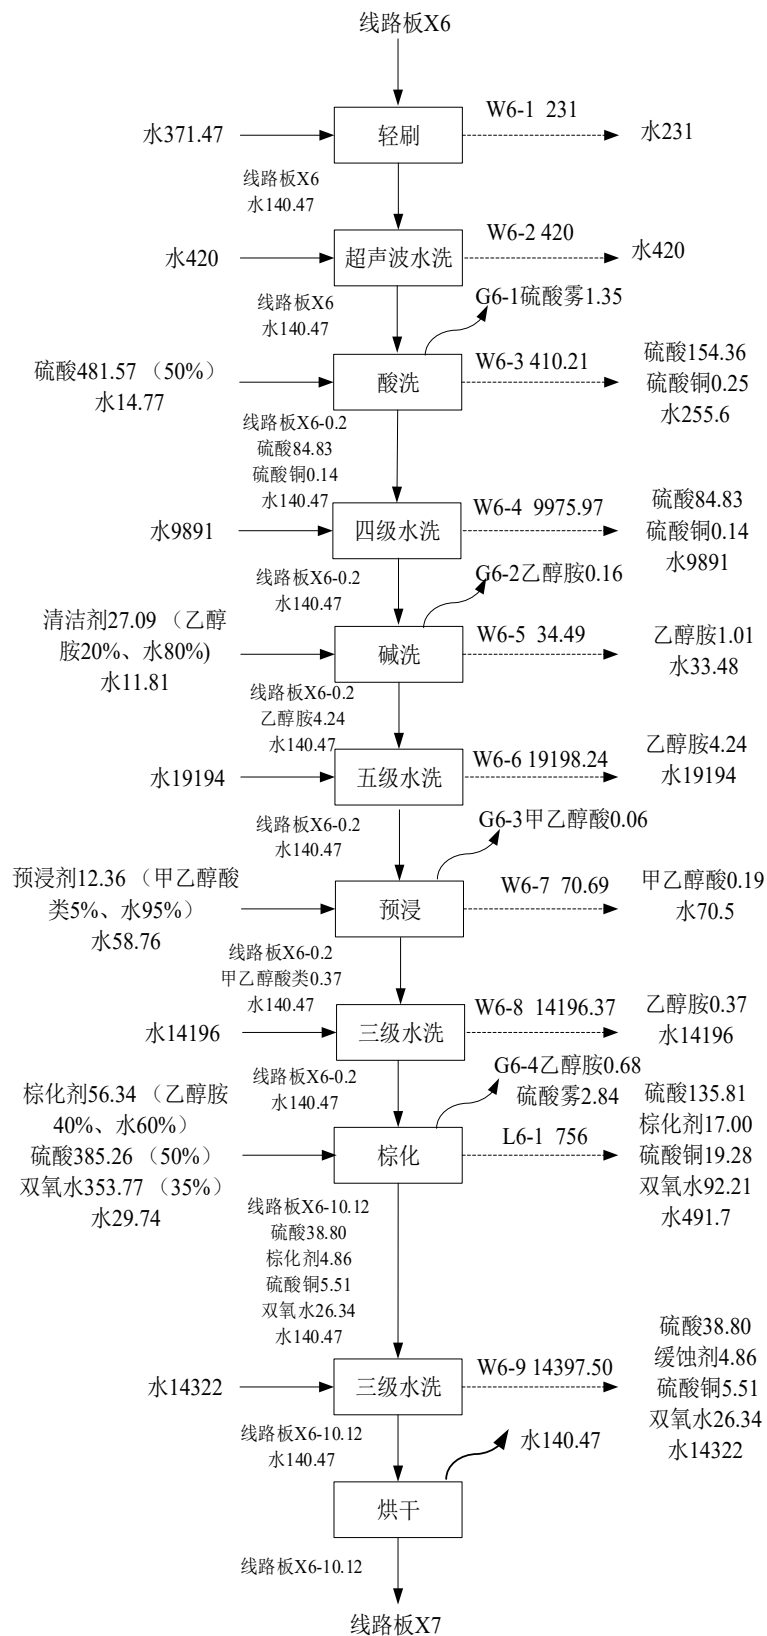 线路板X6
水371.47
轻刷
W6-1  231
水231
线路板X6
水140.47
水420
超声波水洗
W6-2 420
水420
线路板X6
水140.47
G6-1硫酸雾1.35
硫酸481.57 （50%）
水14.77
酸洗
W6-3 410.21
硫酸154.36
硫酸铜0.25
水255.6
线路板X6-0.2
硫酸84.83
硫酸铜0.14
水140.47
水9891
四级水洗
W6-4  9975.97
硫酸84.83
硫酸铜0.14
水9891
线路板X6-0.2
水140.47
G6-2乙醇胺0.16
清洁剂27.09 （乙醇
胺20%、水80%)
水11.81
碱洗
W6-5  34.49
乙醇胺1.01
水33.48
线路板X6-0.2
乙醇胺4.24
水140.47
水19194
五级水洗
W6-6 19198.24
乙醇胺4.24
水19194
线路板X6-0.2
水140.47
G6-3甲乙醇酸0.06
预浸剂12.36 （甲乙醇酸
类5%、水95%）
水58.76
预浸
W6-7  70.69
甲乙醇酸0.19
水70.5
线路板X6-0.2
甲乙醇酸类0.37
水140.47
水14196
三级水洗
W6-8  14196.37
乙醇胺0.37
水14196
线路板X6-0.2
水140.47
G6-4乙醇胺0.68
硫酸雾2.84
棕化剂56.34 （乙醇胺
40%、水60%）
硫酸385.26 （50%）
双氧水353.77 （35%）
水29.74
棕化
L6-1  756
硫酸135.81
棕化剂17.00
硫酸铜19.28
双氧水92.21
水491.7
线路板X6-10.12
硫酸38.80
棕化剂4.86
硫酸铜5.51
双氧水26.34
水140.47
水14322
三级水洗
W6-9 14397.50
硫酸38.80
缓蚀剂4.86
硫酸铜5.51
双氧水26.34
水14322
线路板X6-10.12
水140.47
水140.47
烘干
线路板X6-10.12
线路板X7